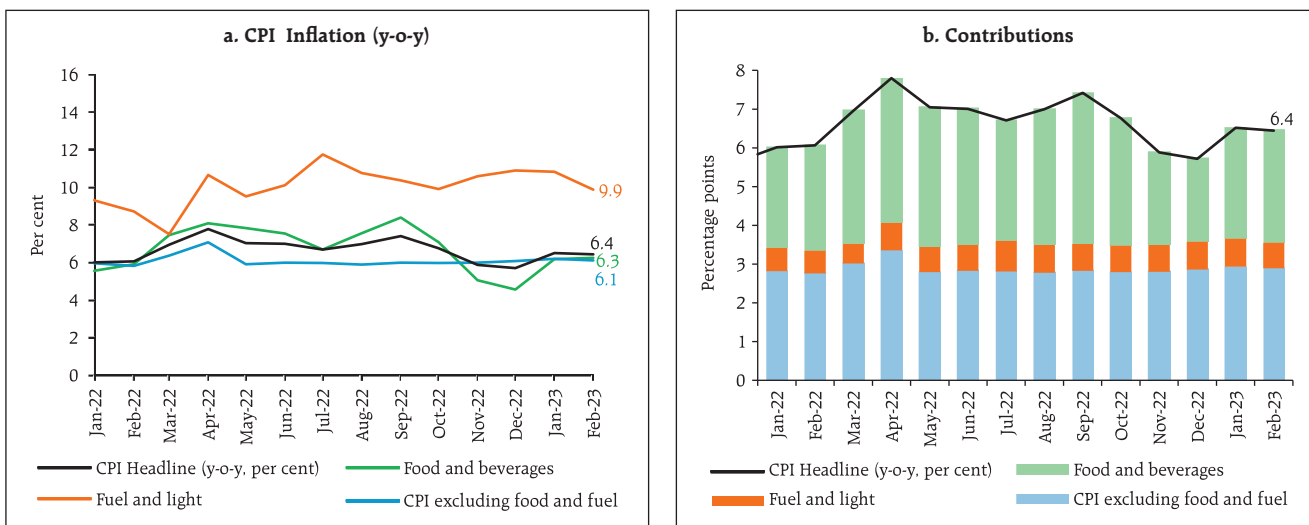 a. CPI Inflation (y-o-y)
Per cent
16
14
12
10
8
6
4
2
0
9.9
6.4
6.3
6.1
Jan-22
Feb-22
Mar-22
Apr-22
May-22
Jun-22
Jul-22
Aug-22
Sep-22
Oct-22
Nov-22
Dec-22
Jan-23
Feb-23
CPI Headline (y-o-y, per cent)
Food and beverages
Fuel and light
CPI excluding food and fuel
b. Contributions
Percentage points
8
7
6
5
4
3
2
1
0
6.4
Jan-22
Feb-22
Mar-22
Apr-22
May-22
Jun-22
Jul-22
Aug-22
Sep-22
Oct-22
Nov-22
Dec-22
Jan-23
Feb-23
CPI Headline (y-o-y, per cent)
Food and beverages
Fuel and light
CPI excluding food and fuel